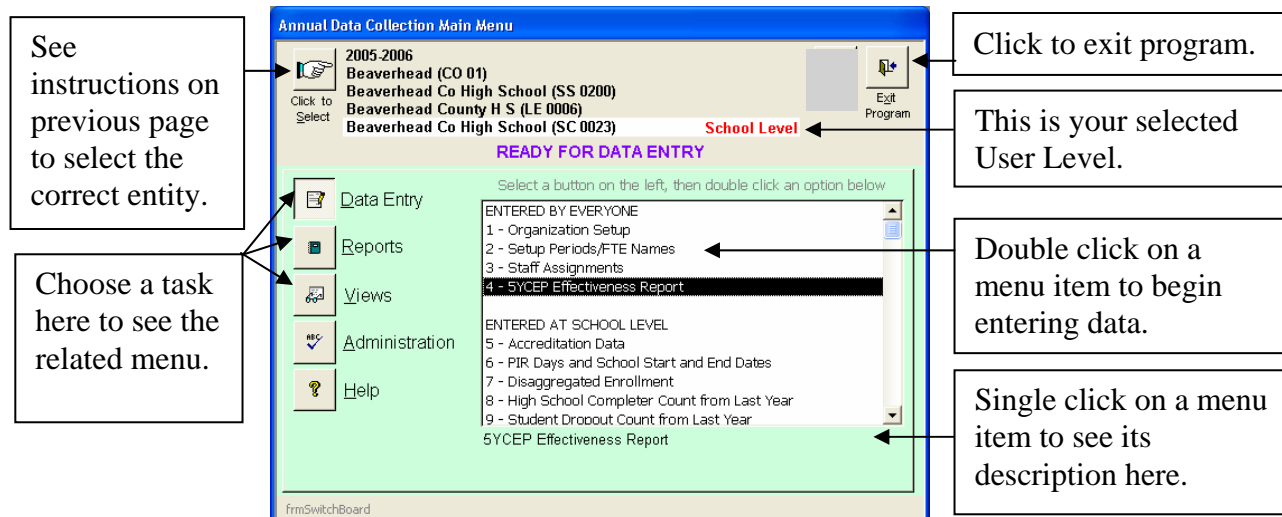 See
instructions on
previous page
to select the
correct entity.
Choose a task
here to see the
related menu.
Annual Data Collection Main Menu
Click to
Select
2005-2006
Beaverhead (CO 01)
Beaverhead Co High School (SS 0200)
Beaverhead County H S (LE 0006)
Beaverhead Co High School (SC 0023) School Level
Exit
Program
READY FOR DATA ENTRY
Select a button on the left, then double click an option below
Data Entry
Reports
Views
ABC
Administration
?
Help
ENTERED BY EVERYONE
1 - Organization Setup
2 - Setup Periods/FTE Names
3 - Staff Assignments
4 - 5YCEP Effectiveness Report
ENTERED AT SCHOOL LEVEL
5 - Accreditation Data
6 - PIR Days and School Start and End Dates
7 - Disaggregated Enrollment
8 - High School Completer Count from Last Year
9 - Student Dropout Count from Last Year
5YCEP Effectiveness Report
frmSwitchBoard
Click to exit program.
This is your selected
User Level.
Double click on a
menu item to begin
entering data.
Single click on a menu
item to see its
description here.